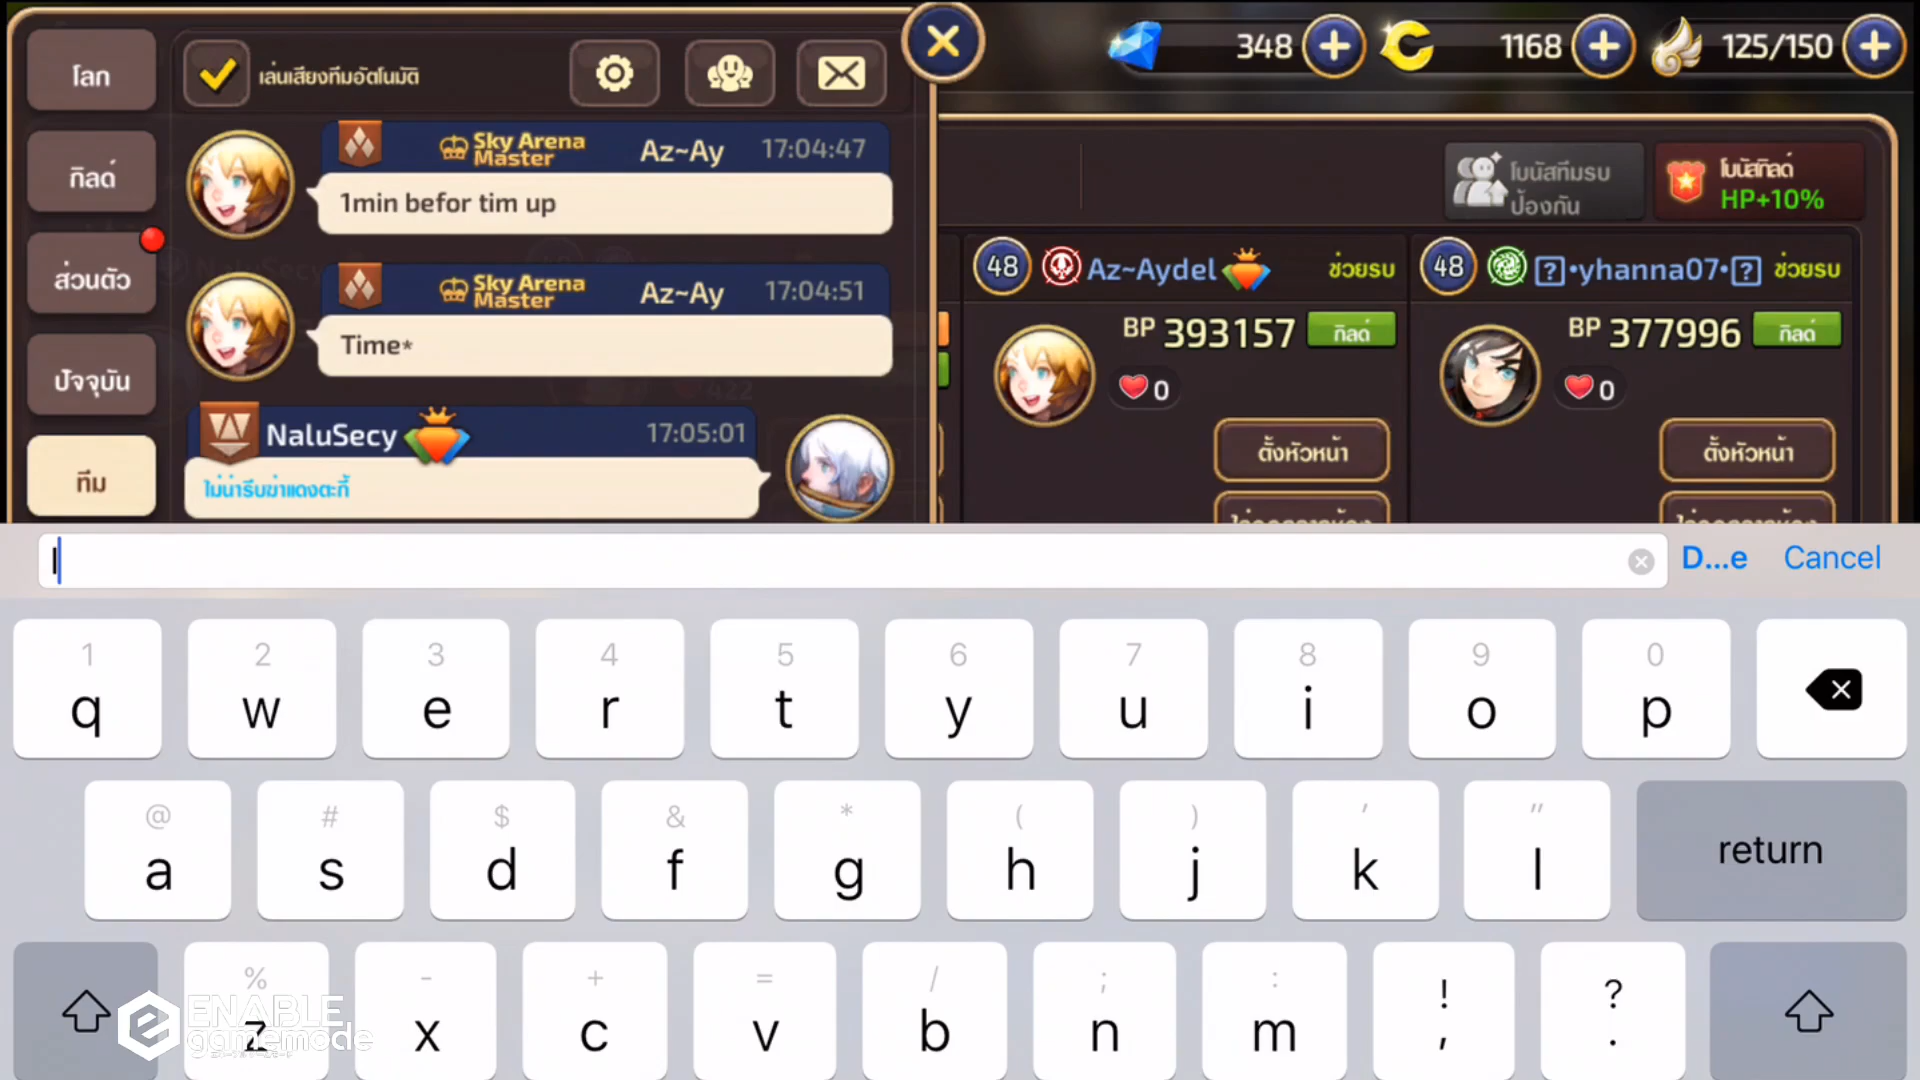 โลก
เล่นเสียงทีมอัตโนมัติ
348
1168
125/150
กิลด์
ส่วนตัว
ปัจจุบัน
ทีม
Sky Arena Master
Az~Ay
17:04:47
1min befor tim up
Sky Arena Master
Az~Ay
17:04:51
Time*
NaluSecy
17:05:01
ไม่น่ารีบฆ่าแดงตะกี้
โบนัสทีมรบ
ป้องกัน
โบนัสกิลด์
HP+10%
48 Az~Aydel ช่วยรบ
BP 393157 กิลด์
0
ตั้งหัวหน้า
48 •yhanna07• ช่วยรบ
BP 377996 กิลด์
0
ตั้งหัวหน้า
l
D...e
Cancel
1 2 3 4 5 6 7 8 9 0
q w e r t y u i o p
@ # $ & * ( ) ' "
a s d f g h j k l return
% - + = / ; : ! ?
z x c v b n m , .
ENABLE
gamemode